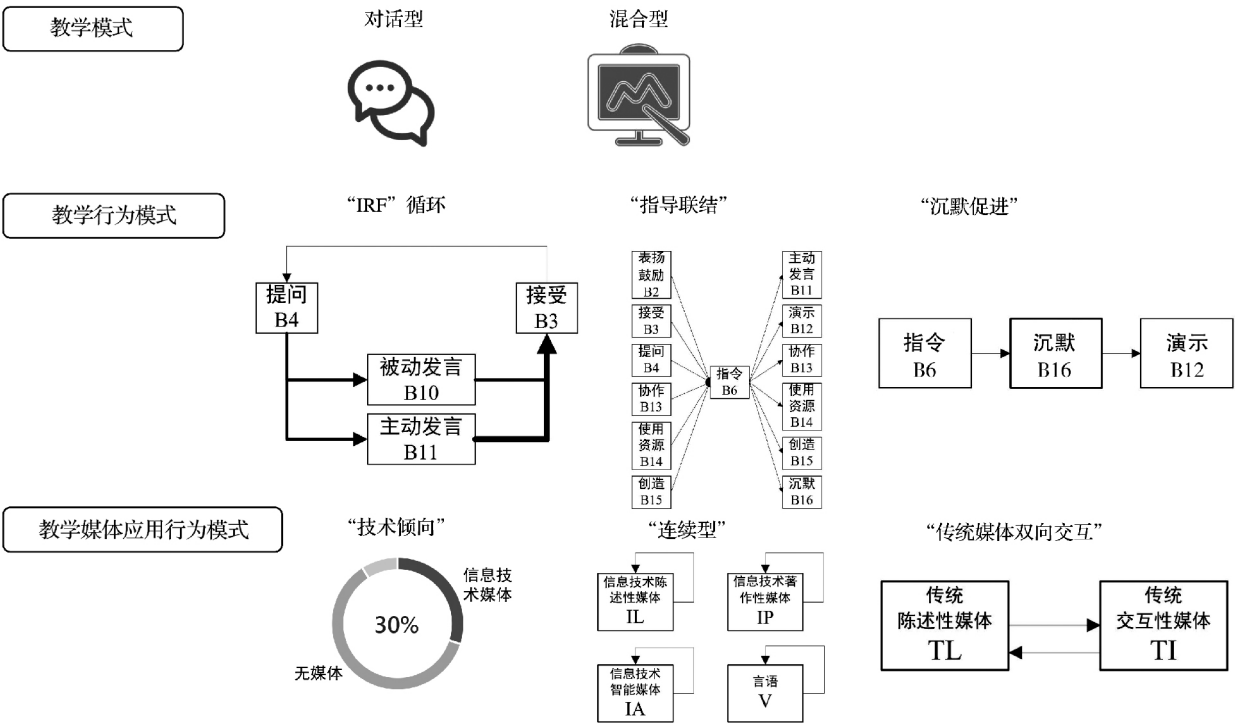 教学模式
对话型
混合型
教学行为模式
“IRF”循环
“指导联结”
“沉默促进”
提问
B4
接受
B3
被动发言
B10
主动发言
B11
表扬
鼓励
B2
接受
B3
提问
B4
协作
B13
使用
资源
B14
创造
B15
指令
B6
主动
发言
B11
演示
B12
协作
B13
使用
资源
B14
创造
B15
沉默
B16
指令
B6
沉默
B16
演示
B12
教学媒体应用行为模式
“技术倾向”
“连续型”
“传统媒体双向交互”
信息技
术媒体
30%
无媒体
信息技术陈
述性媒体
IL
信息技术著
作性媒体
IP
信息技术
智能媒体
IA
言语
V
传统
陈述性媒体
TL
传统
交互性媒体
TI